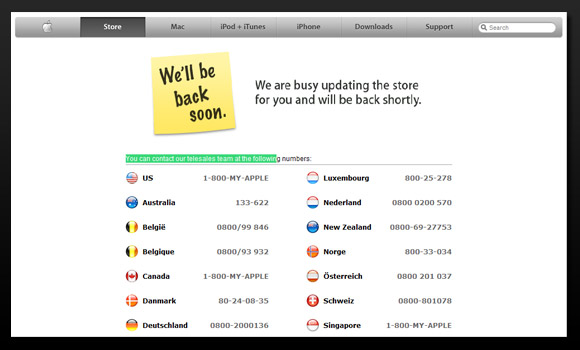 Store Mac iPod + iTunes iPhone Downloads Support Search
We'll be
back
soon.
We are busy updating the store
for you and will be back shortly.
You can contact our telesales team at the following numbers:
US 1-800-MY-APPLE Luxembourg 800-25-278
Australia 133-622 Nederland 0800 0200 570
België 0800/99 846 New Zealand 0800-69-27753
Belgique 0800/93 932 Norge 800-33-034
Canada 1-800-MY-APPLE Österreich 0800 201 037
Danmark 80-24-08-35 Schweiz 0800-801078
Deutschland 0800-2000136 Singapore 1-800-MY-APPLE